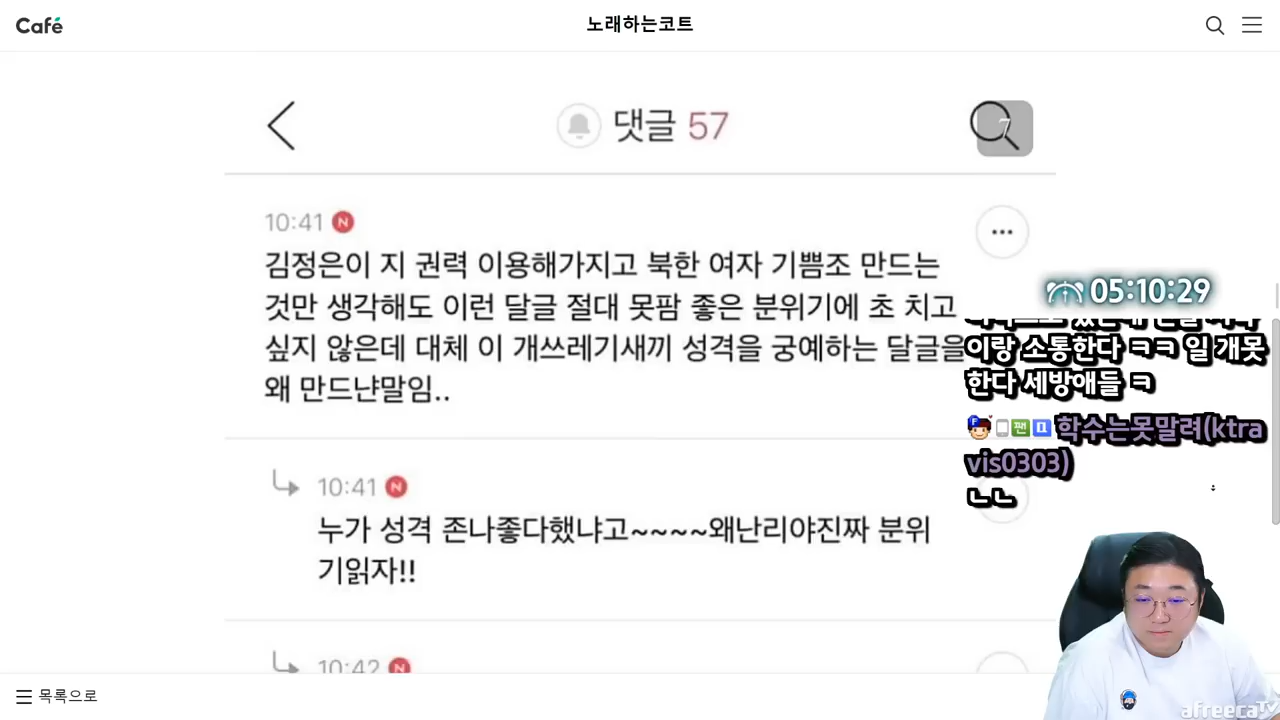 Café
노래하는코트
댓글 57
7
10:41 N
김정은이 지 권력 이용해가지고 북한 여자 기쁨조 만드는
것만 생각해도 이런 달글 절대 못팜 좋은 분위기에 초 치고
싶지 않은데 대체 이 개쓰레기새끼 성격을 궁예하는 달글을
왜 만드냔말임..
10:41 N
누가 성격 존나좋다했냐고~~~~왜난리야진짜 분위
기읽자!!
10:42 N
05:10:29
이랑 소통한다 ㅋㅋ 일 개못
한다 세방애들 ㅋ
학수는못말려(ktra
vis0303)
ㄴㄴ
목록으로
afreecaTV